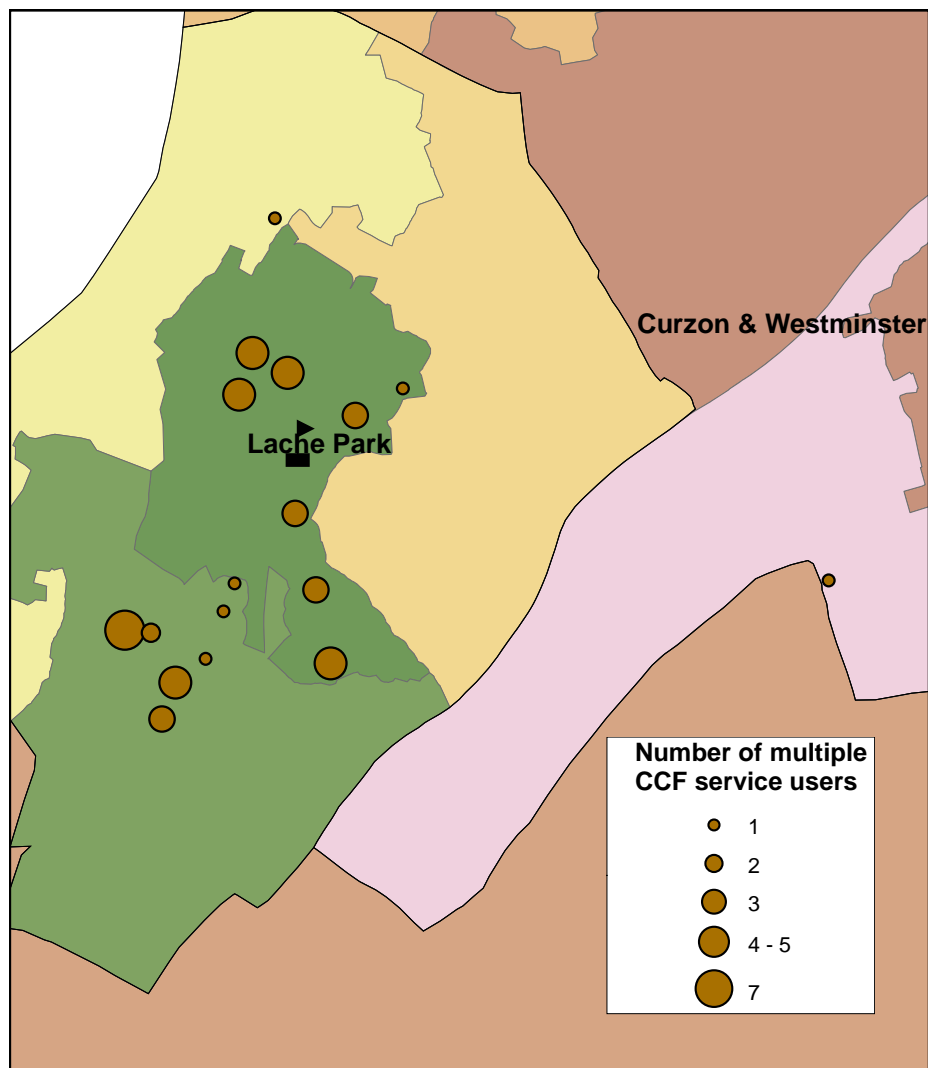 Curzon & Westminster
Lache Park
Number of multiple
CCF service users
1
2
3
4 - 5
7